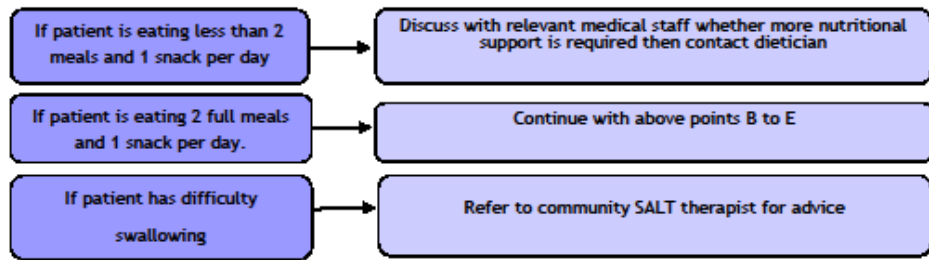 If patient is eating less than 2
meals and 1 snack per day
Discuss with relevant medical staff whether more nutritional
support is required then contact dietician
If patient is eating 2 full meals
and 1 snack per day.
Continue with above points B to E
If patient has difficulty
swallowing
Refer to community SALT therapist for advice